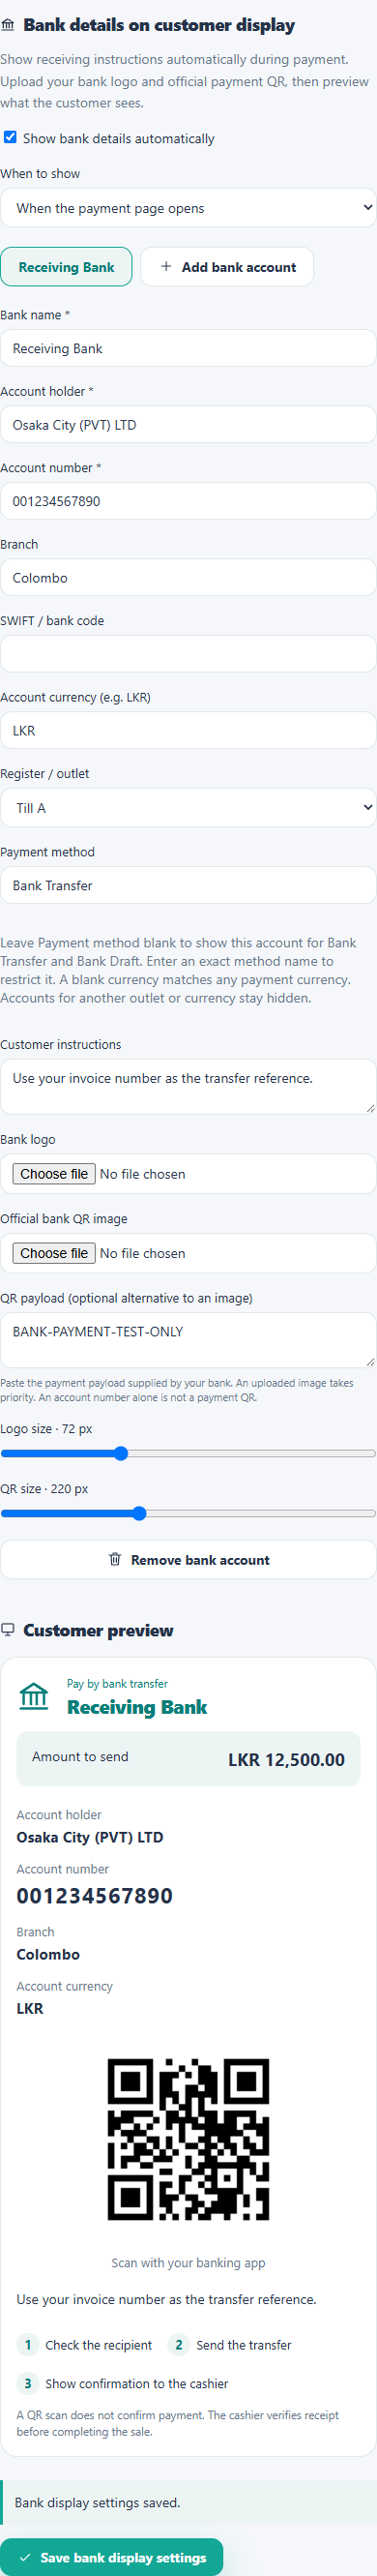 Bank details on customer display
Show receiving instructions automatically during payment.
Upload your bank logo and official payment QR, then preview
what the customer sees.
Show bank details automatically
When to show
When the payment page opens
Receiving Bank
Add bank account
Bank name *
Receiving Bank
Account holder *
Osaka City (PVT) LTD
Account number *
001234567890
Branch
Colombo
SWIFT / bank code
Account currency (e.g. LKR)
LKR
Register / outlet
Till A
Payment method
Bank Transfer
Leave Payment method blank to show this account for Bank
Transfer and Bank Draft. Enter an exact method name to
restrict it. A blank currency matches any payment currency.
Accounts for another outlet or currency stay hidden.
Customer instructions
Use your invoice number as the transfer reference.
Bank logo
Choose file No file chosen
Official bank QR image
Choose file No file chosen
QR payload (optional alternative to an image)
BANK-PAYMENT-TEST-ONLY
Paste the payment payload supplied by your bank. An uploaded image takes
priority. An account number alone is not a payment QR.
Logo size · 72 px
QR size · 220 px
Remove bank account
Customer preview
Pay by bank transfer
Receiving Bank
Amount to send LKR 12,500.00
Account holder
Osaka City (PVT) LTD
Account number
001234567890
Branch
Colombo
Account currency
LKR
Scan with your banking app
Use your invoice number as the transfer reference.
1 Check the recipient 2 Send the transfer
3 Show confirmation to the cashier
A QR scan does not confirm payment. The cashier verifies receipt
before completing the sale.
Bank display settings saved.
Save bank display settings